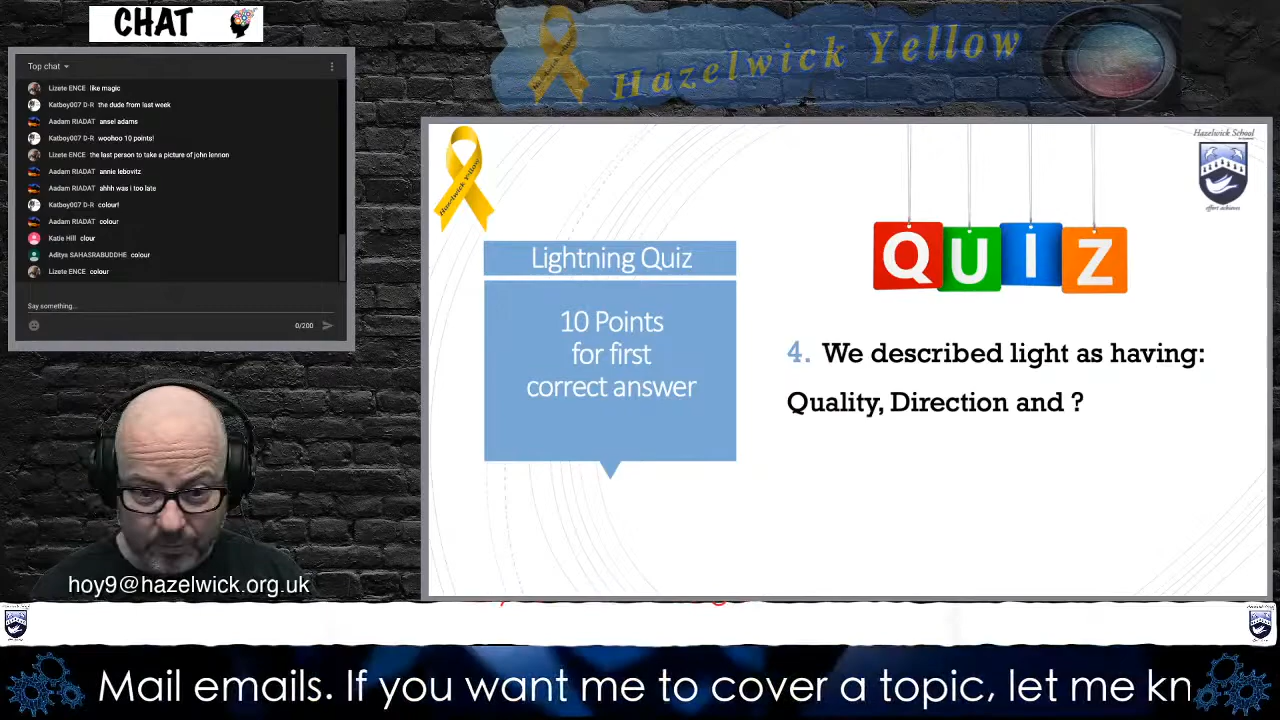 CHAT
Hazelwick Yellow
Top chat
Lizete ENCE like magic
Katboy007 D-R the dude from last week
Aadam RIADAT ansel adams
Katboy007 D-R woohoo 10 points!
Lizete ENCE the last person to take a picture of john lennon
Aadam RIADAT annie lebovitz
Aadam RIADAT ahhh was i too late
Katboy007 D-R colour!
Aadam RIADAT colour
Katie Hill clour
Aditya SAHASRABUDDHE colour
Lizete ENCE colour
Say something...
0/200
Hazelwick Yellow
Hazelwick School
effort achieves
QUIZ
Lightning Quiz
10 Points
for first
correct answer
4. We described light as having:
Quality, Direction and ?
hoy9@hazelwick.org.uk
Mail emails. If you want me to cover a topic, let me kn